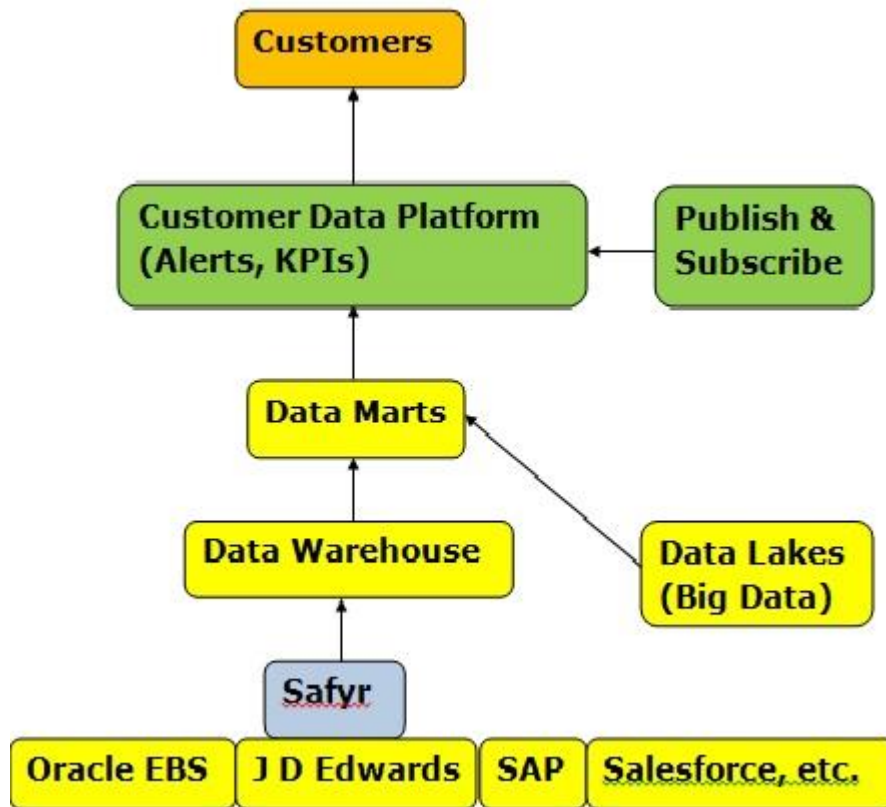 Customers
Customer Data Platform
(Alerts, KPIs)
Publish &
Subscribe
Data Marts
Data Warehouse
Data Lakes
(Big Data)
Safyr
Oracle EBS
J D Edwards
SAP
Salesforce, etc.